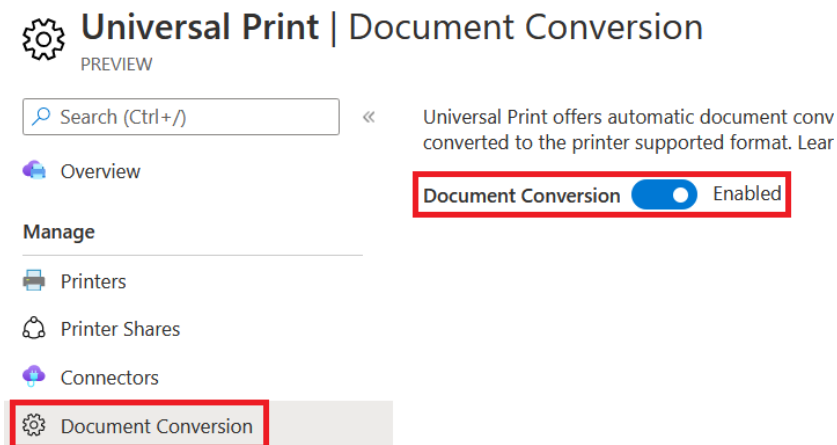 Universal Print | Document Conversion
PREVIEW
Search (Ctrl+/)
«
Overview
Manage
Printers
Printer Shares
Connectors
Document Conversion
Universal Print offers automatic document conv
converted to the printer supported format. Lear
Document Conversion Enabled